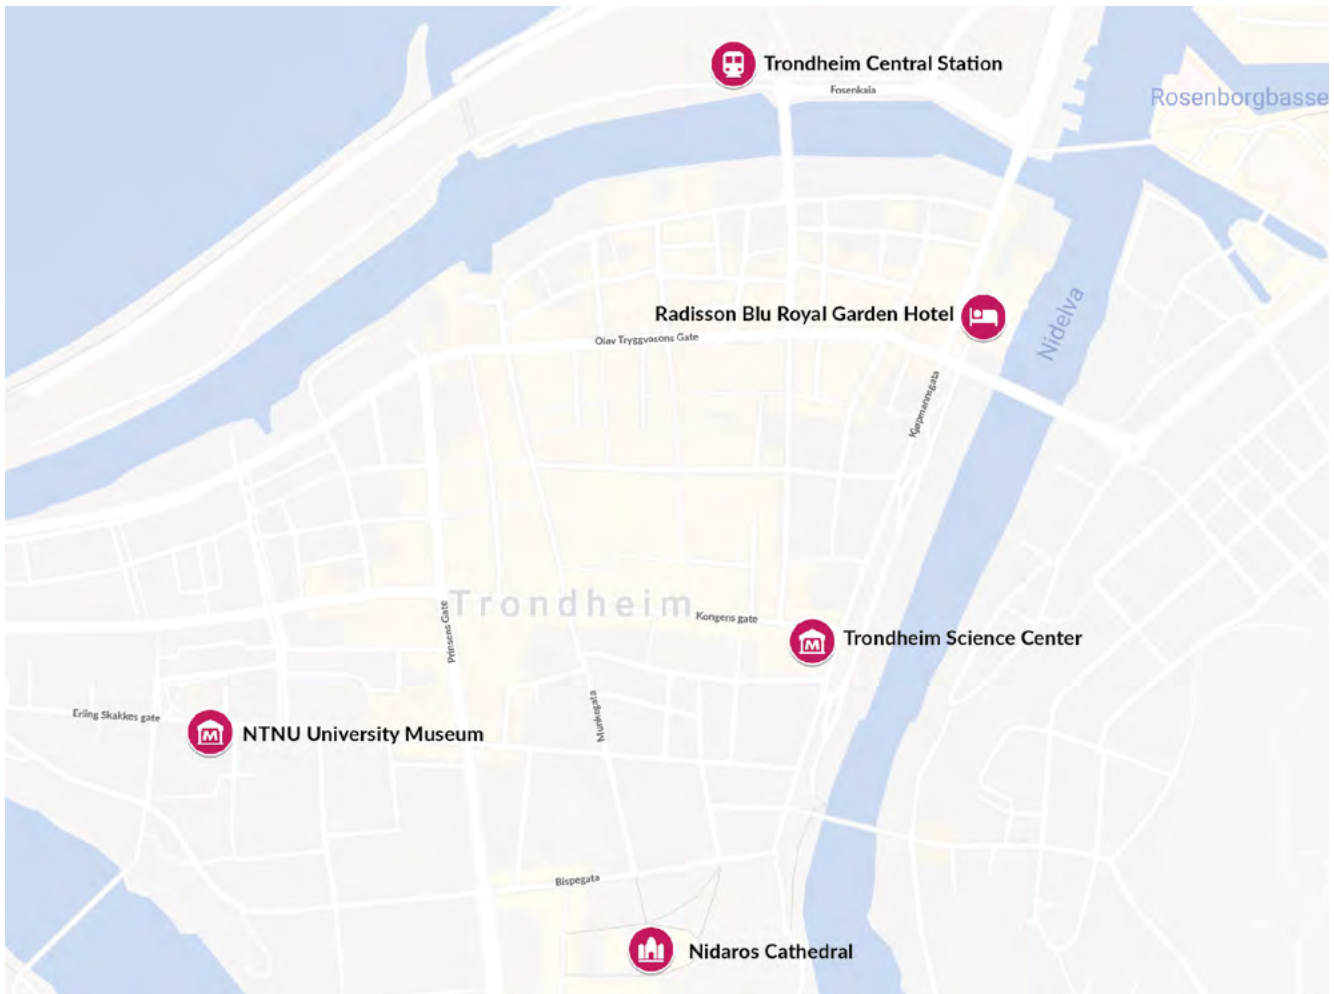 Trondheim Central Station
Fosenkaia
Rosenborgbasse
Radisson Blu Royal Garden Hotel
Nidelva
Olav Tryggvasons Gate
Kjøpmannsgata
Trondheim
Prinsens Gate
Kongens gate
M
Trondheim Science Center
Munkegata
Erling Skakkes gate
M
NTNU University Museum
Bispegata
Nidaros Cathedral